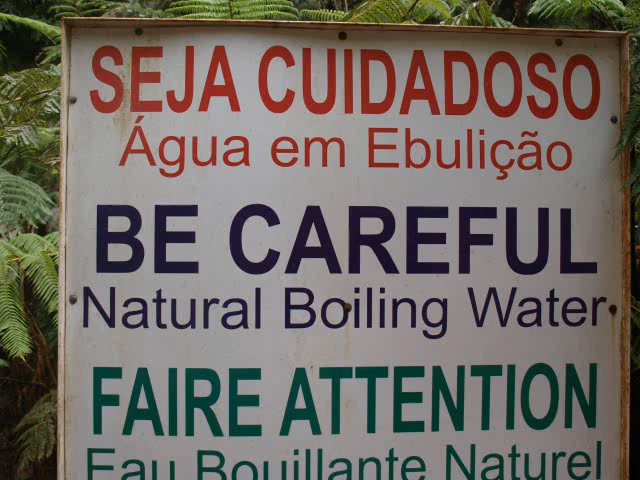 SEJA CUIDADOSO
Água em Ebulição
BE CAREFUL
Natural Boiling Water
FAIRE ATTENTION
Eau Bouillante Naturel